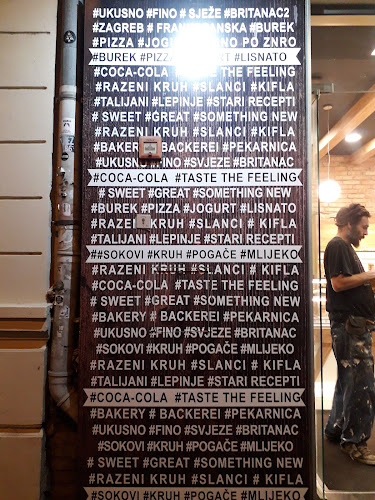 #UKUSNO #FINO # SJEŽE #BRITANAC2
#ZAGREB # FRAN ANSKA #BUREK
#PIZZA #JOGU NO PO ZNRO
#BUREK #PIZZA RT #LISNATO
#COCA-COLA #TASTE THE FEELING
#RAZENI KRUH #SLANCI # KIFLA
#TALIJANI #LEPINJE #STARI RECEPTI
# SWEET #GREAT #SOMETHING NEW
#RAZENI KRUH #SLANCI # KIFLA
#BAKERY # BACKEREI #PEKARNICA
#UKUSNO #FINO #SVJEZE #BRITANAC
#COCA-COLA #TASTE THE FEELING
# SWEET #GREAT #SOMETHING NEW
#BUREK #PIZZA #JOGURT #LISNATO
#RAZENI KRUH #SLANCI # KIFLA
#TALIJANI #LEPINJE #STARI RECEPTI
##SOKOVI #KRUH #POGAČE #MLIJEKO
#RAZENI KRUH #SLANCI # KIFLA
#COCA-COLA #TASTE THE FEELING
# SWEET #GREAT #SOMETHING NEW
#BAKERY # BACKEREI #PEKARNICA
#UKUSNO #FINO #SVJEZE #BRITANAC
#SOKOVI #KRUH #POGAČE #MLIJEKO
#RAZENI KRUH #SLANCI # KIFLA
#TALIJANI #LEPINJE #STARI RECEPTI
#COCA-COLA #TASTE THE FEELING
#BAKERY # BACKEREI #PEKARNICA
#UKUSNO #FINO #SVJEZE #BRITANAC
#SOKOVI #KRUH #POGAČE #MLIJEKO
# SWEET #GREAT #SOMETHING NEW
#RAZENI KRUH #SLANCI # KIFLA
#SOKOVI #KRUH #POGAČE #MLIJEKO